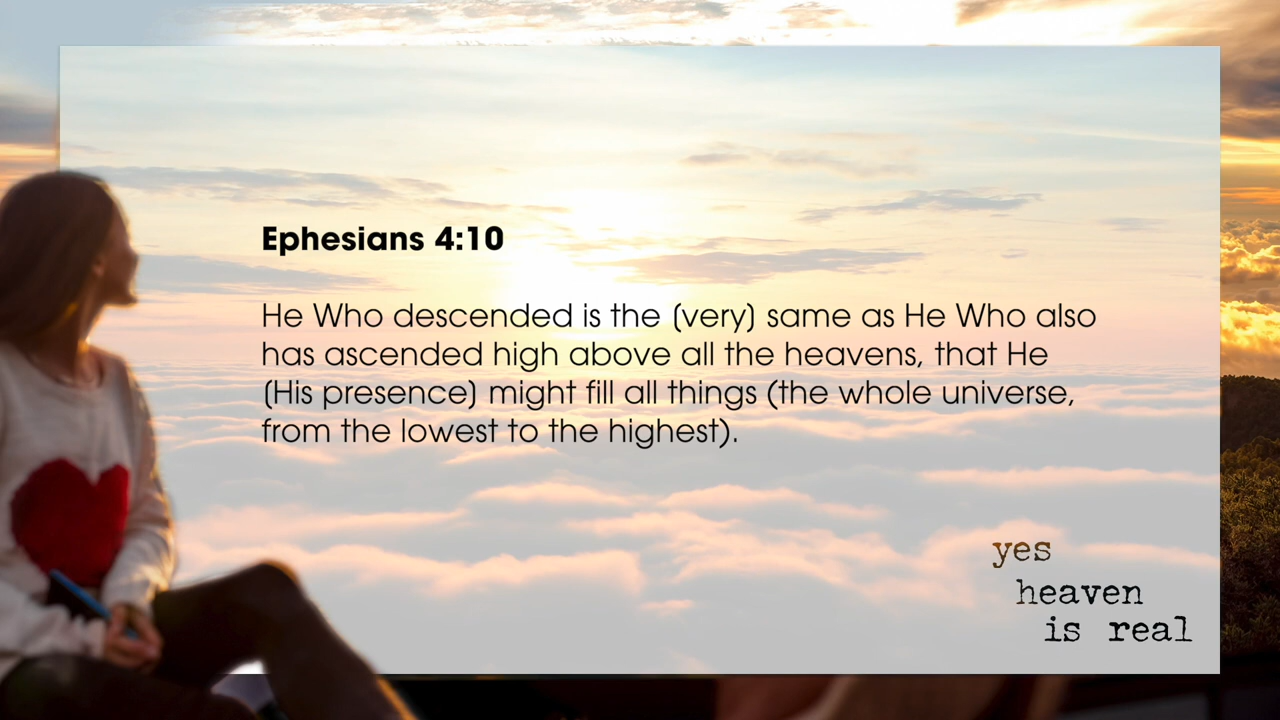 Ephesians 4:10
He Who descended is the (very) same as He Who also
has ascended high above all the heavens, that He
(His presence) might fill all things (the whole universe,
from the lowest to the highest).
yes
heaven
is real